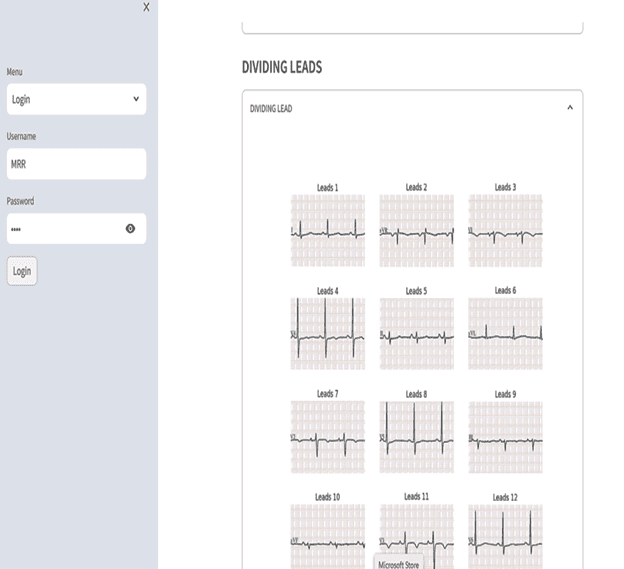 X
Menu
Login
Username
MRR
Password
Login
DIVIDING LEADS
DIVIDING LEAD
Leads 1
Leads 2
Leads 3
Leads 4
Leads 5
Leads 6
Leads 7
Leads 8
Leads 9
Leads 10
Leads 11
Leads 12
Microsoft Store